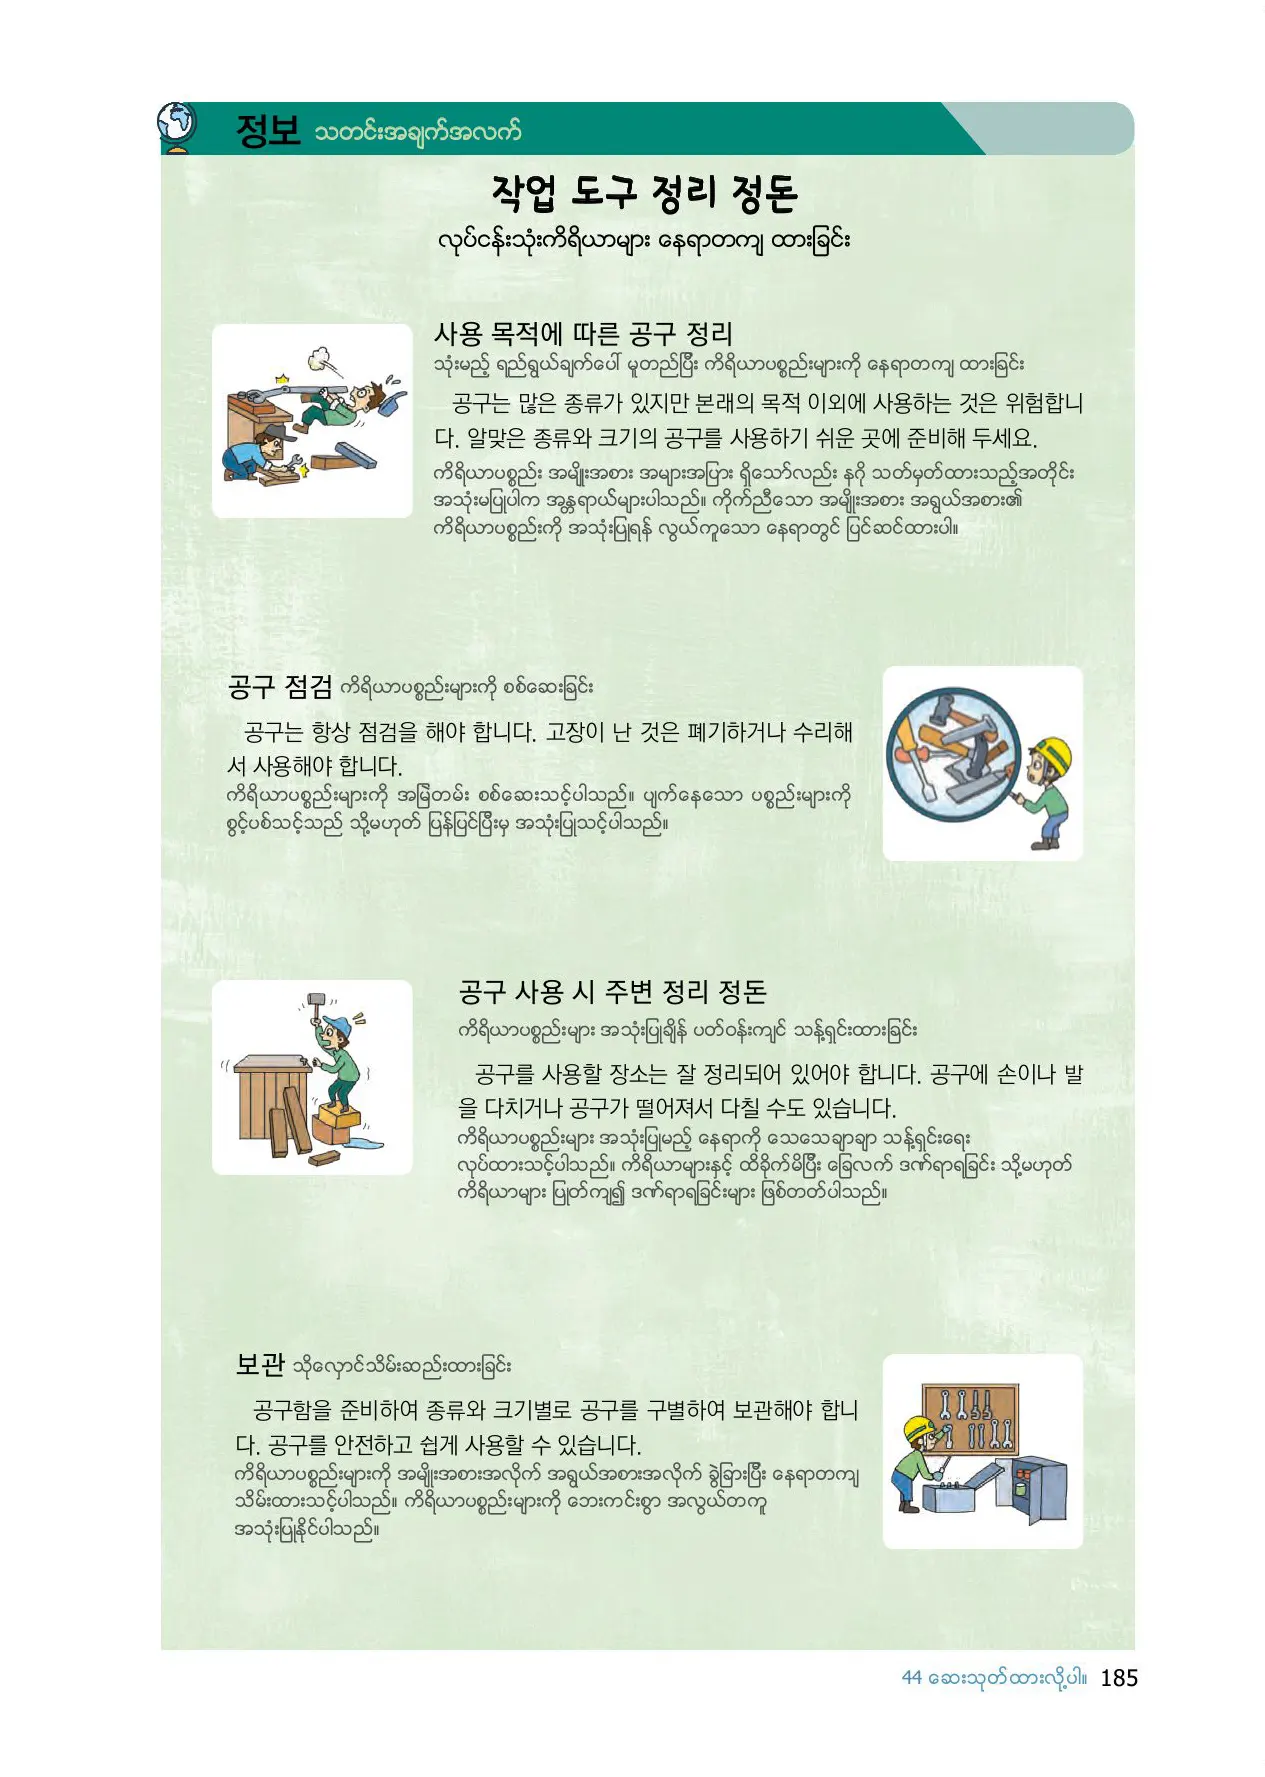 정보 သတင်းအချက်အလက်
작업 도구 정리 정돈
လုပ်ငန်းသုံးကိရိယာများ နေရာတကျ ထားခြင်း
사용 목적에 따른 공구 정리
သုံးမည့် ရည်ရွယ်ချက်ပေါ် မူတည်ပြီး ကိရိယာပစ္စည်းများကို နေရာတကျ ထားခြင်း
공구는 많은 종류가 있지만 본래의 목적 이외에 사용하는 것은 위험합니
다. 알맞은 종류와 크기의 공구를 사용하기 쉬운 곳에 준비해 두세요.
ကိရိယာပစ္စည်း အမျိုးအစား အများအပြား ရှိသော်လည်း နဂို သတ်မှတ်ထားသည့်အတိုင်း
အသုံးမပြုပါက အန္တရာယ်များပါသည်။ ကိုက်ညီသော အမျိုးအစား အရွယ်အစား၏
ကိရိယာပစ္စည်းကို အသုံးပြုရန် လွယ်ကူသော နေရာတွင် ပြင်ဆင်ထားပါ။
공구 점검 ကိရိယာပစ္စည်းများကို စစ်ဆေးခြင်း
공구는 항상 점검을 해야 합니다. 고장이 난 것은 폐기하거나 수리해
서 사용해야 합니다.
ကိရိယာပစ္စည်းများကို အမြဲတမ်း စစ်ဆေးသင့်ပါသည်။ ပျက်နေသော ပစ္စည်းများကို
စွင့်ပစ်သင့်သည် သို့မဟုတ် ပြန်ပြင်ပြီးမှ အသုံးပြုသင့်ပါသည်။
공구 사용 시 주변 정리 정돈
ကိရိယာပစ္စည်းများ အသုံးပြုချိန် ပတ်ဝန်းကျင် သန့်ရှင်းထားခြင်း
공구를 사용할 장소는 잘 정리되어 있어야 합니다. 공구에 손이나 발
을 다치거나 공구가 떨어져서 다칠 수도 있습니다.
ကိရိယာပစ္စည်းများ အသုံးပြုမည့် နေရာကို သေသေချာချာ သန့်ရှင်းရေး
လုပ်ထားသင့်ပါသည်။ ကိရိယာများနှင့် ထိခိုက်မိပြီး ခြေလက် ဒဏ်ရာရခြင်း သို့မဟုတ်
ကိရိယာများ ပြုတ်ကျ၍ ဒဏ်ရာရခြင်းများ ဖြစ်တတ်ပါသည်။
보관 သိုလှောင်သိမ်းဆည်းထားခြင်း
공구함을 준비하여 종류와 크기별로 공구를 구별하여 보관해야 합니
다. 공구를 안전하고 쉽게 사용할 수 있습니다.
ကိရိယာပစ္စည်းများကို အမျိုးအစားအလိုက် အရွယ်အစားအလိုက် ခွဲခြားပြီး နေရာတကျ
သိမ်းထားသင့်ပါသည်။ ကိရိယာပစ္စည်းများကို ဘေးကင်းစွာ အလွယ်တကူ
အသုံးပြုနိုင်ပါသည်။
44 ဆေးသုတ်ထားလို့ပါ။ 185